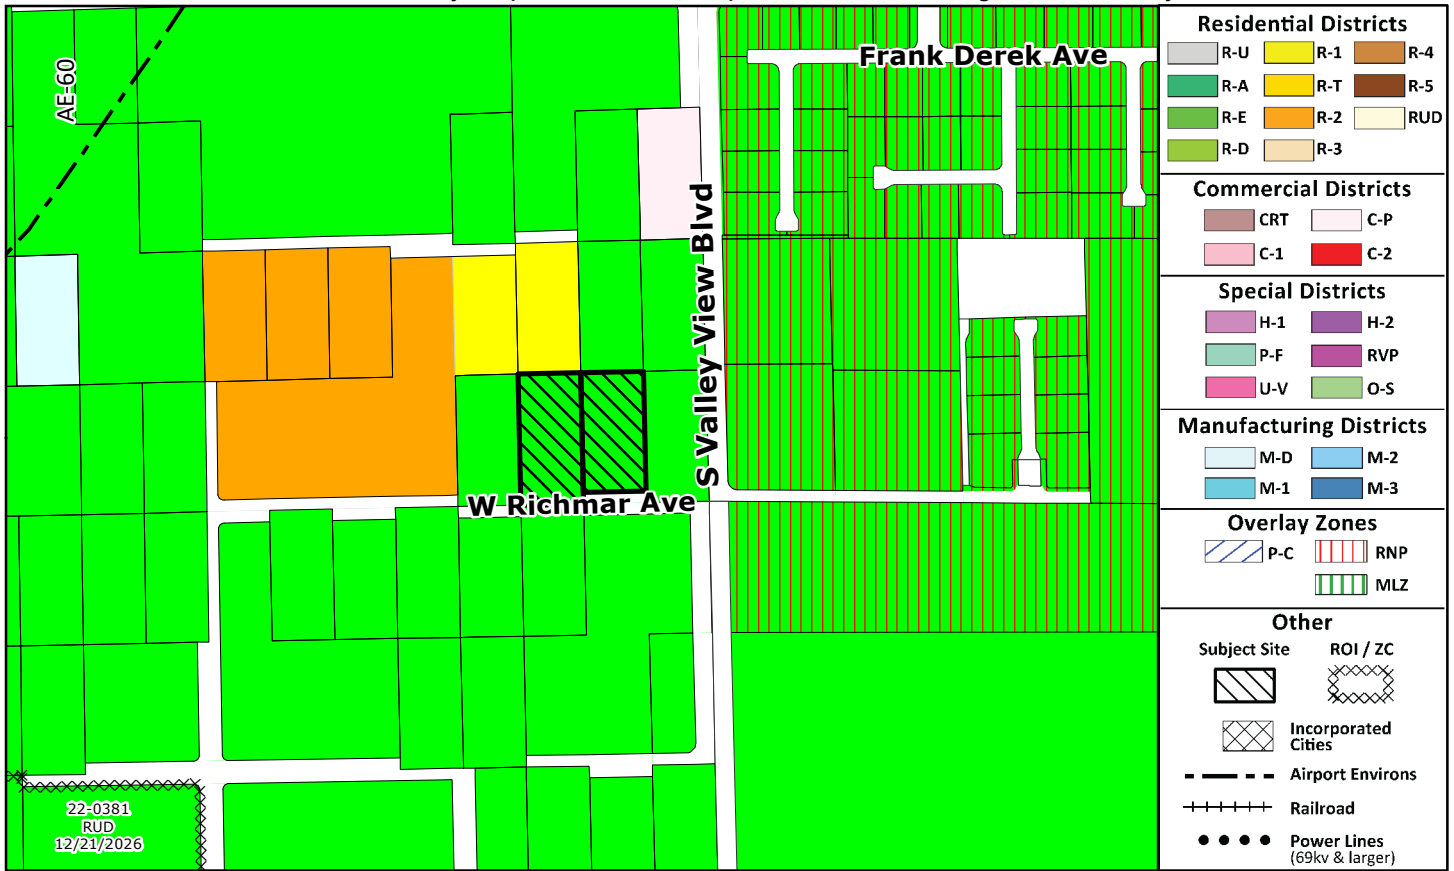 AE-60
Frank Derek Ave
S Valley View Blvd
W Richmar Ave
22-0381
RUD
12/21/2026
Residential Districts
R-U
R-1
R-4
R-A
R-T
R-5
R-E
R-2
RUD
R-D
R-3
Commercial Districts
CRT
C-P
C-1
C-2
Special Districts
H-1
H-2
P-F
RVP
U-V
O-S
Manufacturing Districts
M-D
M-2
M-1
M-3
Overlay Zones
P-C
RNP
MLZ
Other
Subject Site
ROI / ZC
Incorporated
Cities
Airport Environs
Railroad
Power Lines
(69kv & larger)